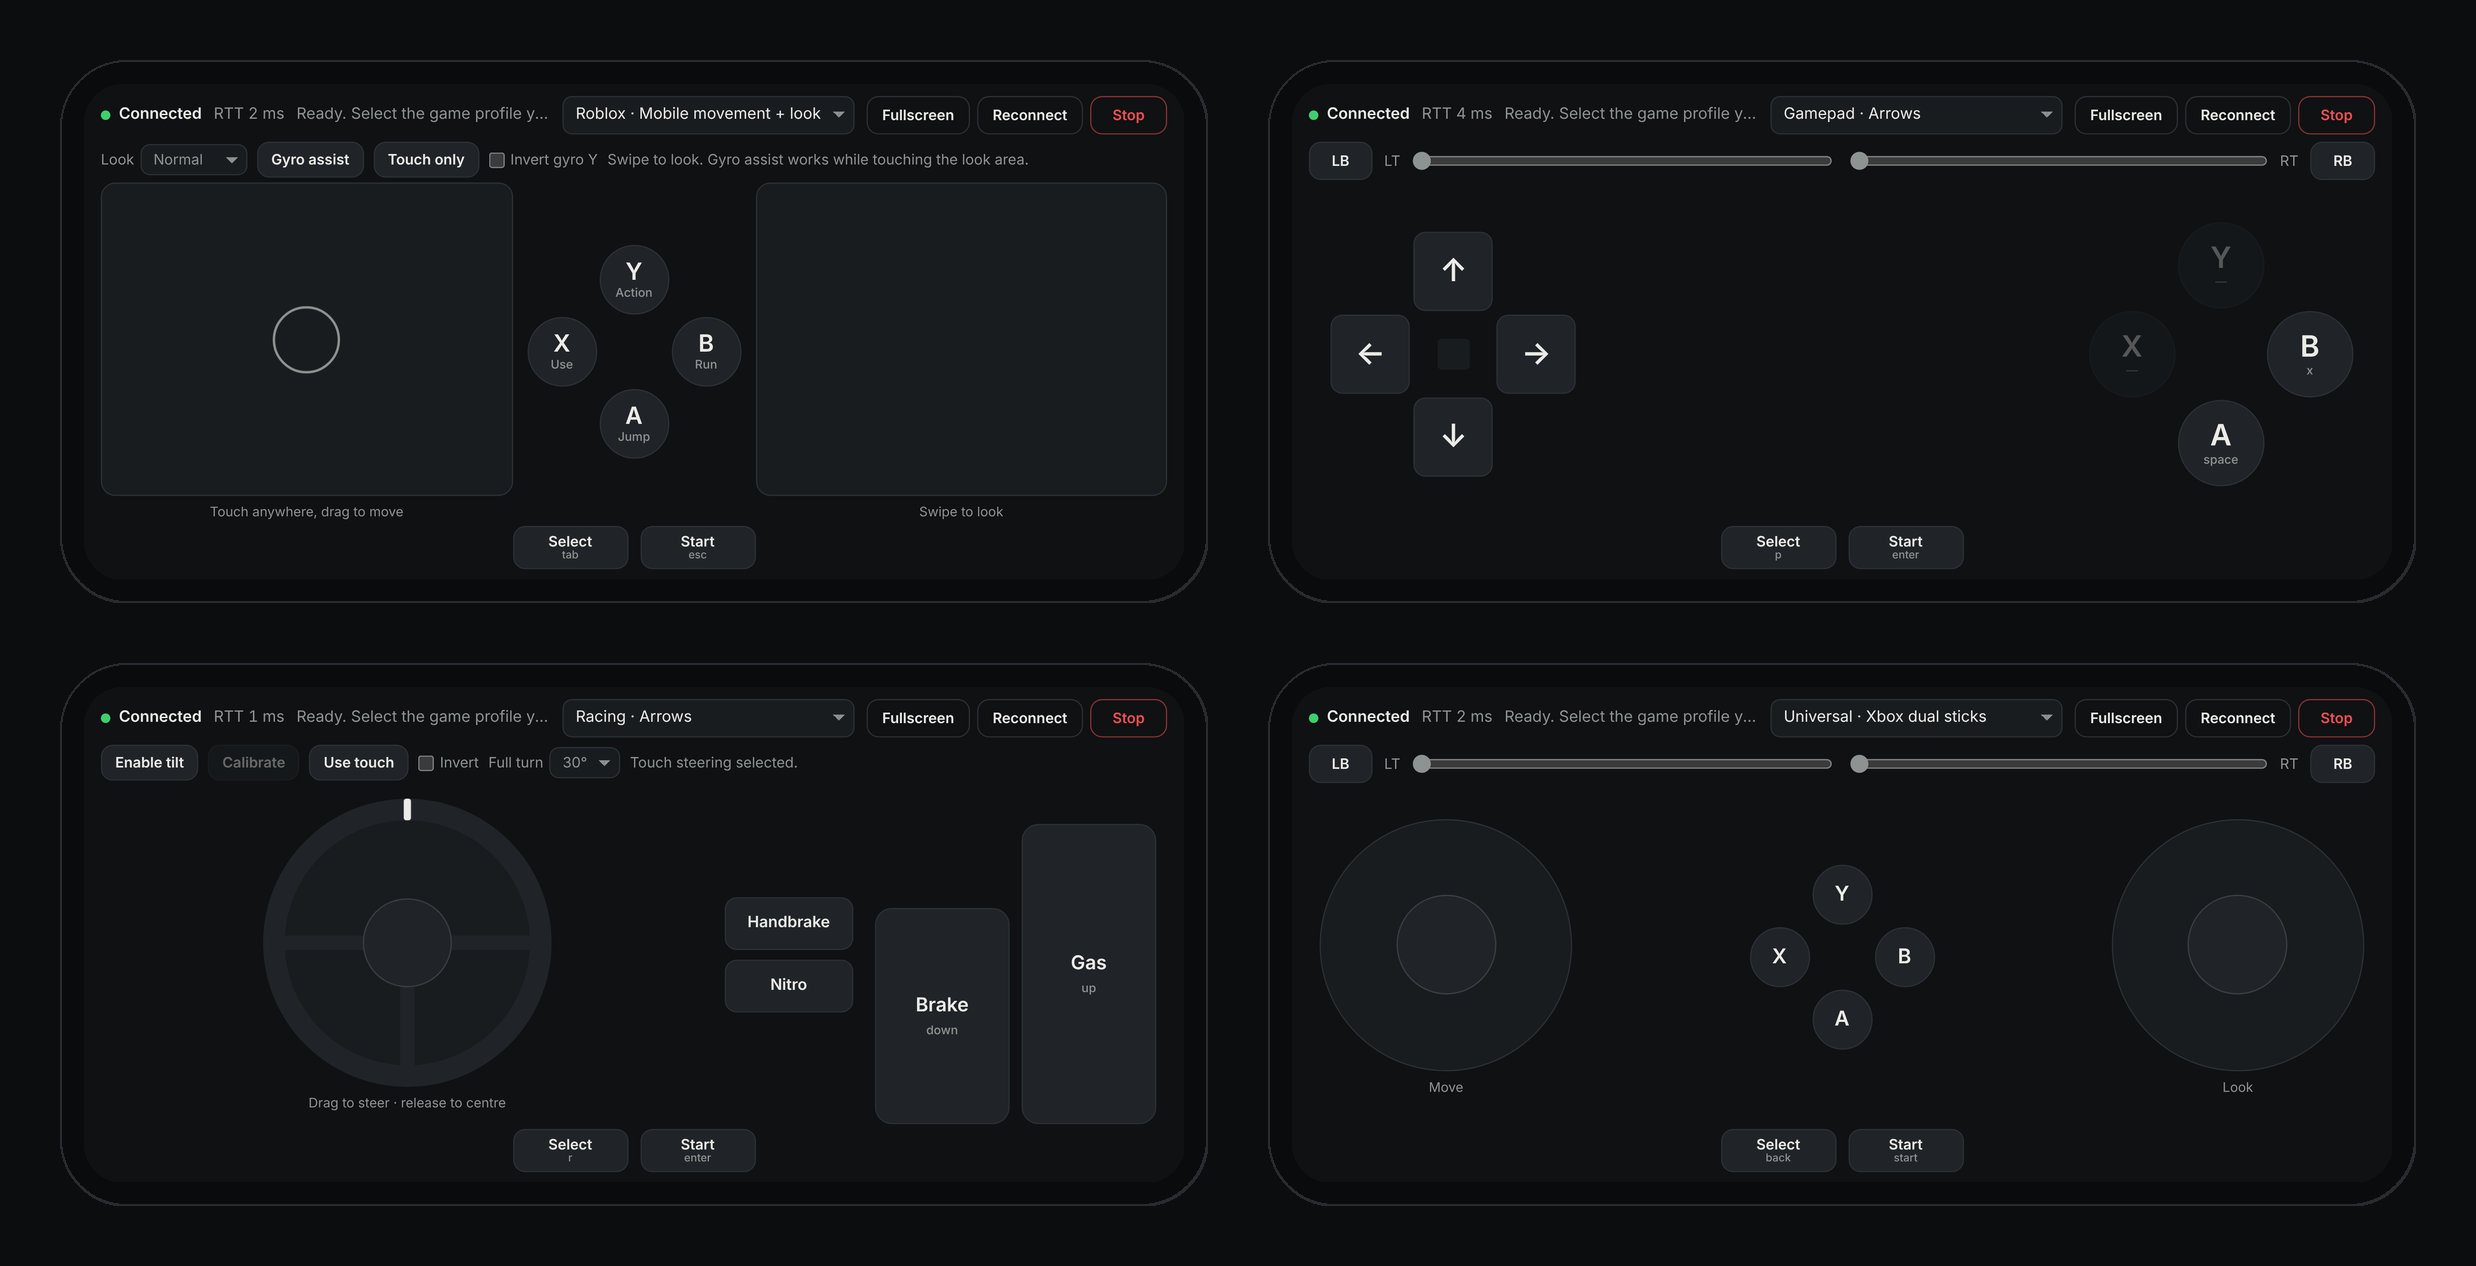 Connected RTT 2 ms Ready. Select the game profile y... Roblox · Mobile movement + look Fullscreen Reconnect Stop
Look Normal Gyro assist Touch only Invert gyro Y Swipe to look. Gyro assist works while touching the look area.
Y
Action
X
Use
B
Run
A
Jump
Touch anywhere, drag to move
Swipe to look
Select
tab
Start
esc
Connected RTT 4 ms Ready. Select the game profile y... Gamepad · Arrows Fullscreen Reconnect Stop
LB LT RT RB
↑
← →
↓
Y
—
X
—
B
x
A
space
Select
p
Start
enter
Connected RTT 1 ms Ready. Select the game profile y... Racing · Arrows Fullscreen Reconnect Stop
Enable tilt Calibrate Use touch Invert Full turn 30° Touch steering selected.
Handbrake
Nitro
Brake
down
Gas
up
Drag to steer · release to centre
Select
r
Start
enter
Connected RTT 2 ms Ready. Select the game profile y... Universal · Xbox dual sticks Fullscreen Reconnect Stop
LB LT RT RB
Y
X B
A
Move
Look
Select
back
Start
start